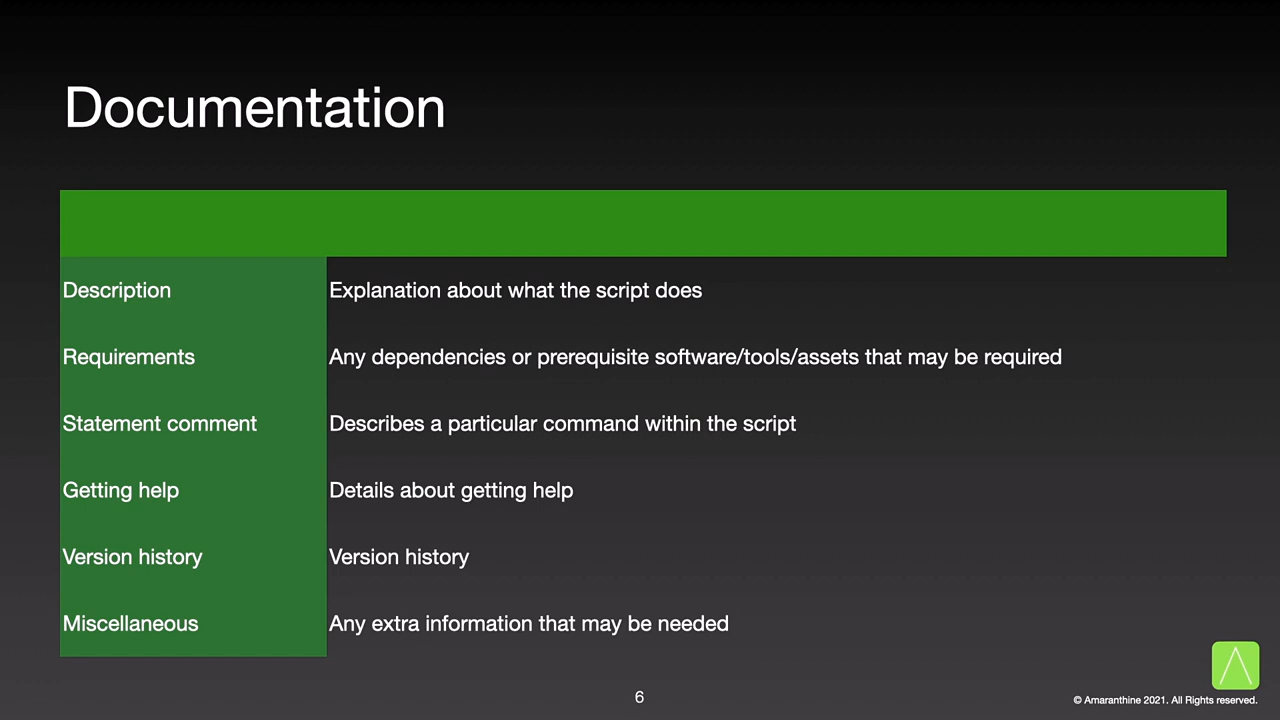 Documentation
Description Explanation about what the script does
Requirements Any dependencies or prerequisite software/tools/assets that may be required
Statement comment Describes a particular command within the script
Getting help Details about getting help
Version history Version history
Miscellaneous Any extra information that may be needed
6
© Amaranthine 2021. All Rights reserved.